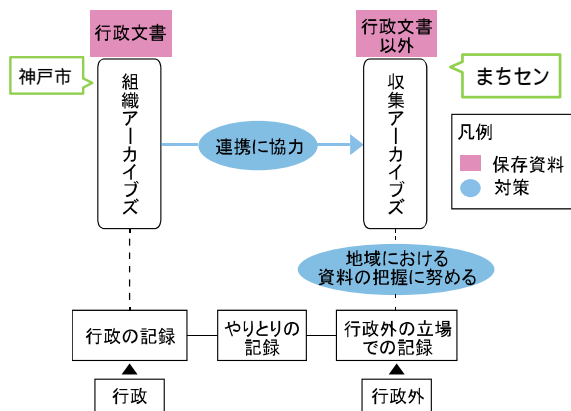 行政文書
行政文書
以外
神戸市
まちセン
組織アーカイブズ
収集アーカイブズ
連携に協力
凡例
保存資料
対策
地域における
資料の把握に努める
行政の記録
やりとりの
記録
行政外の立場
での記録
行政
行政外